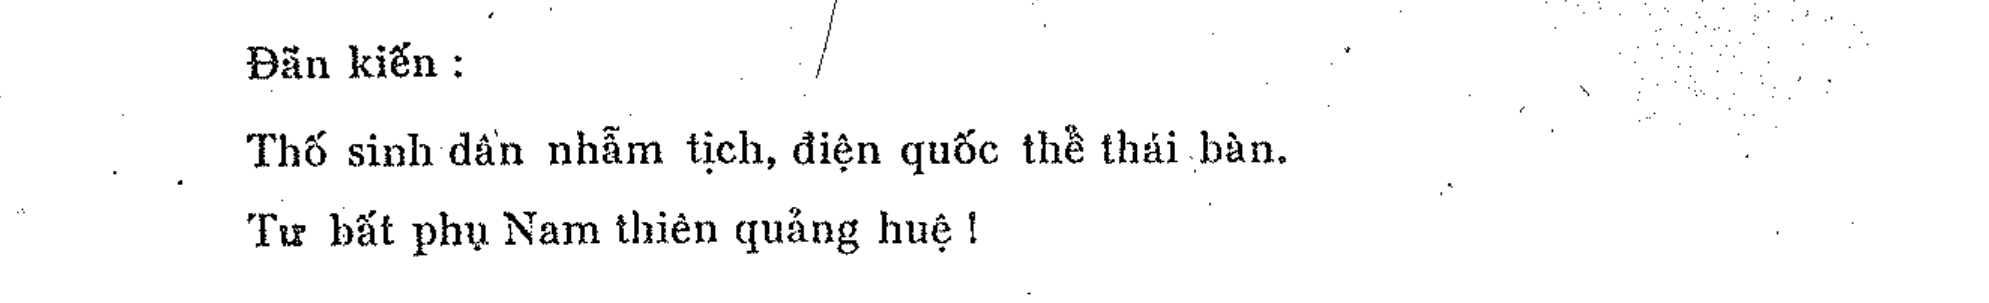 Đãn kiến :
Thố sinh dân nhẫm tịch, điện quốc thể thái bàn.
Tư bất phụ Nam thiên quảng huệ !